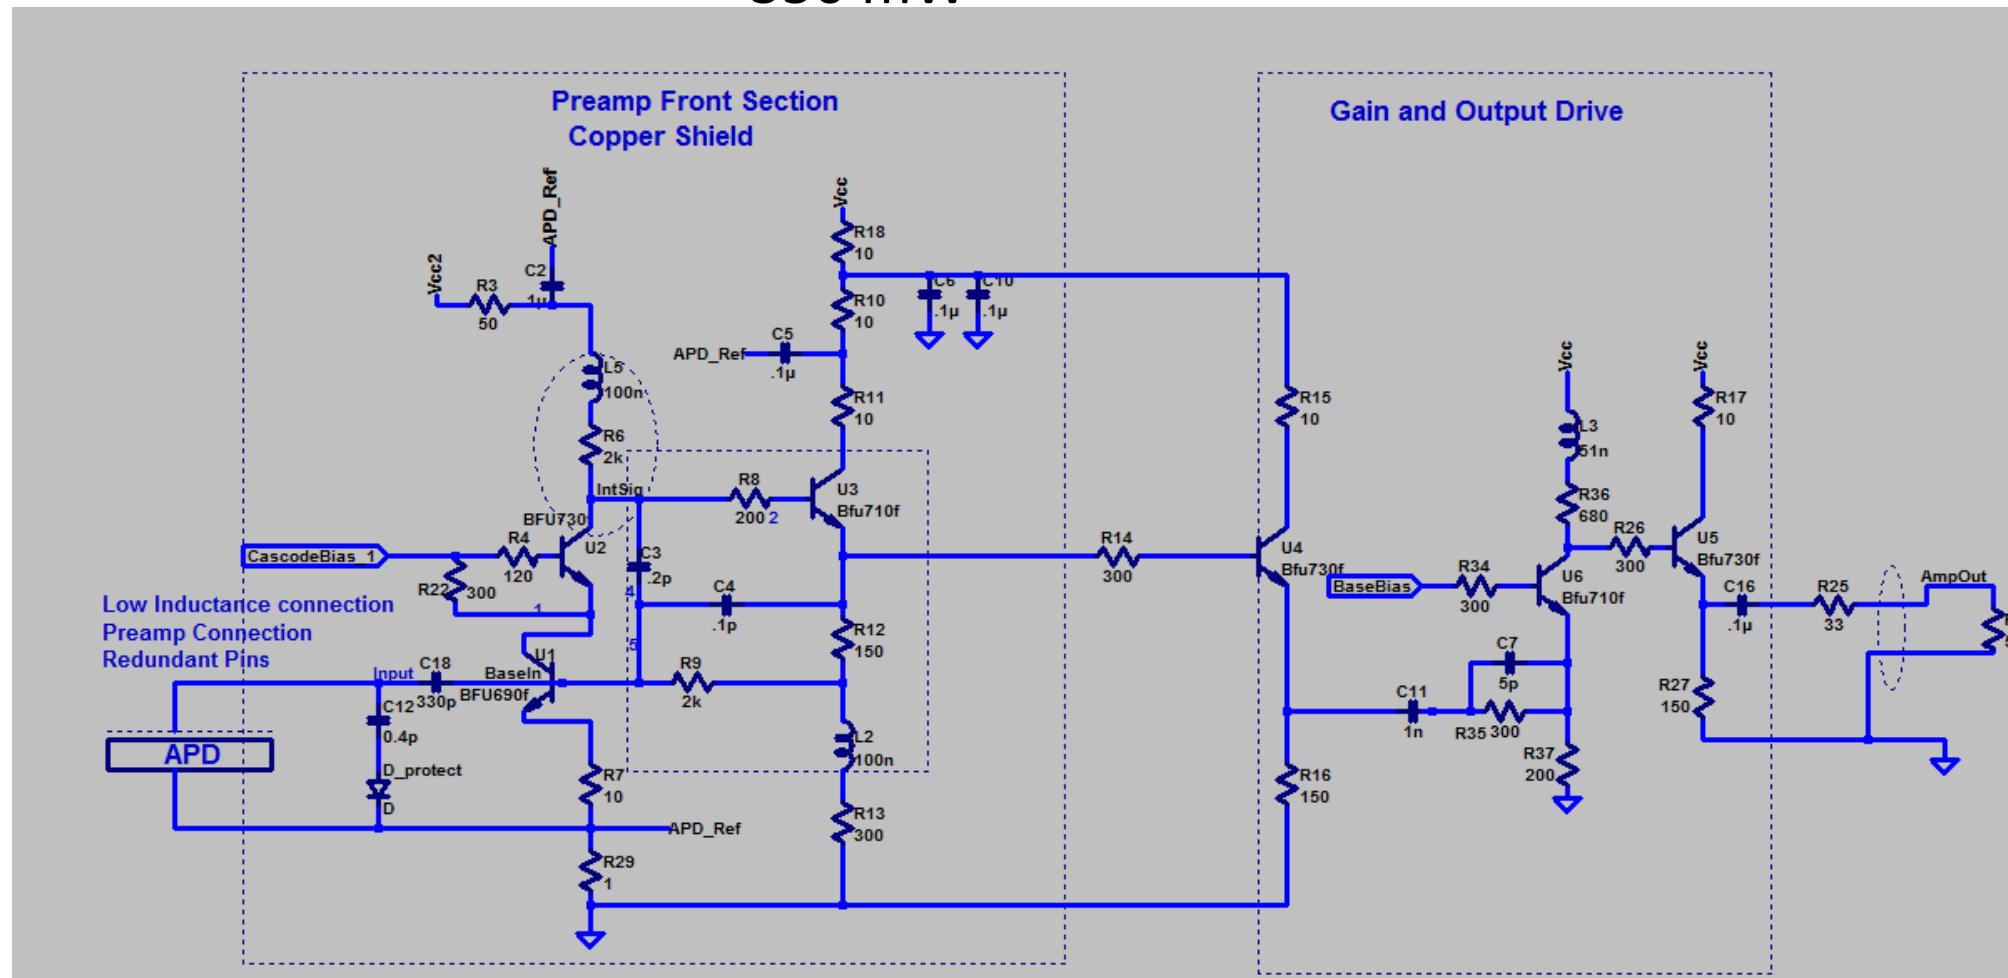 Preamp Front Section
Copper Shield
Gain and Output Drive
APD_Ref
Vcc
R18
10
Vcc2
R3
50
C2
.1µ
C6
.1µ
C10
.1µ
R10
10
C5
.1µ
APD_Ref
L5
100n
R11
10
R15
10
Vcc
Vcc
R17
10
L3
51n
R6
2k
IntSig
R8
200
2
U3
Bfu710f
R36
680
R26
300
U5
Bfu730f
BFU730
U2
CascodeBias_1
R4
120
R22
300
C3
.2p
4
C4
.1p
R14
300
U4
Bfu730f
BaseBias
R34
300
U6
Bfu710f
C16
.1µ
R25
33
AmpOut
Low Inductance connection
Preamp Connection
Redundant Pins
1
5
R12
150
Input
C18
330p
BaseIn
U1
BFU690f
R9
2k
C7
5p
C11
1n
R35
300
R27
150
C12
0.4p
APD
D_protect
D
L2
100n
R37
200
R7
10
R16
150
R13
300
APD_Ref
R29
1